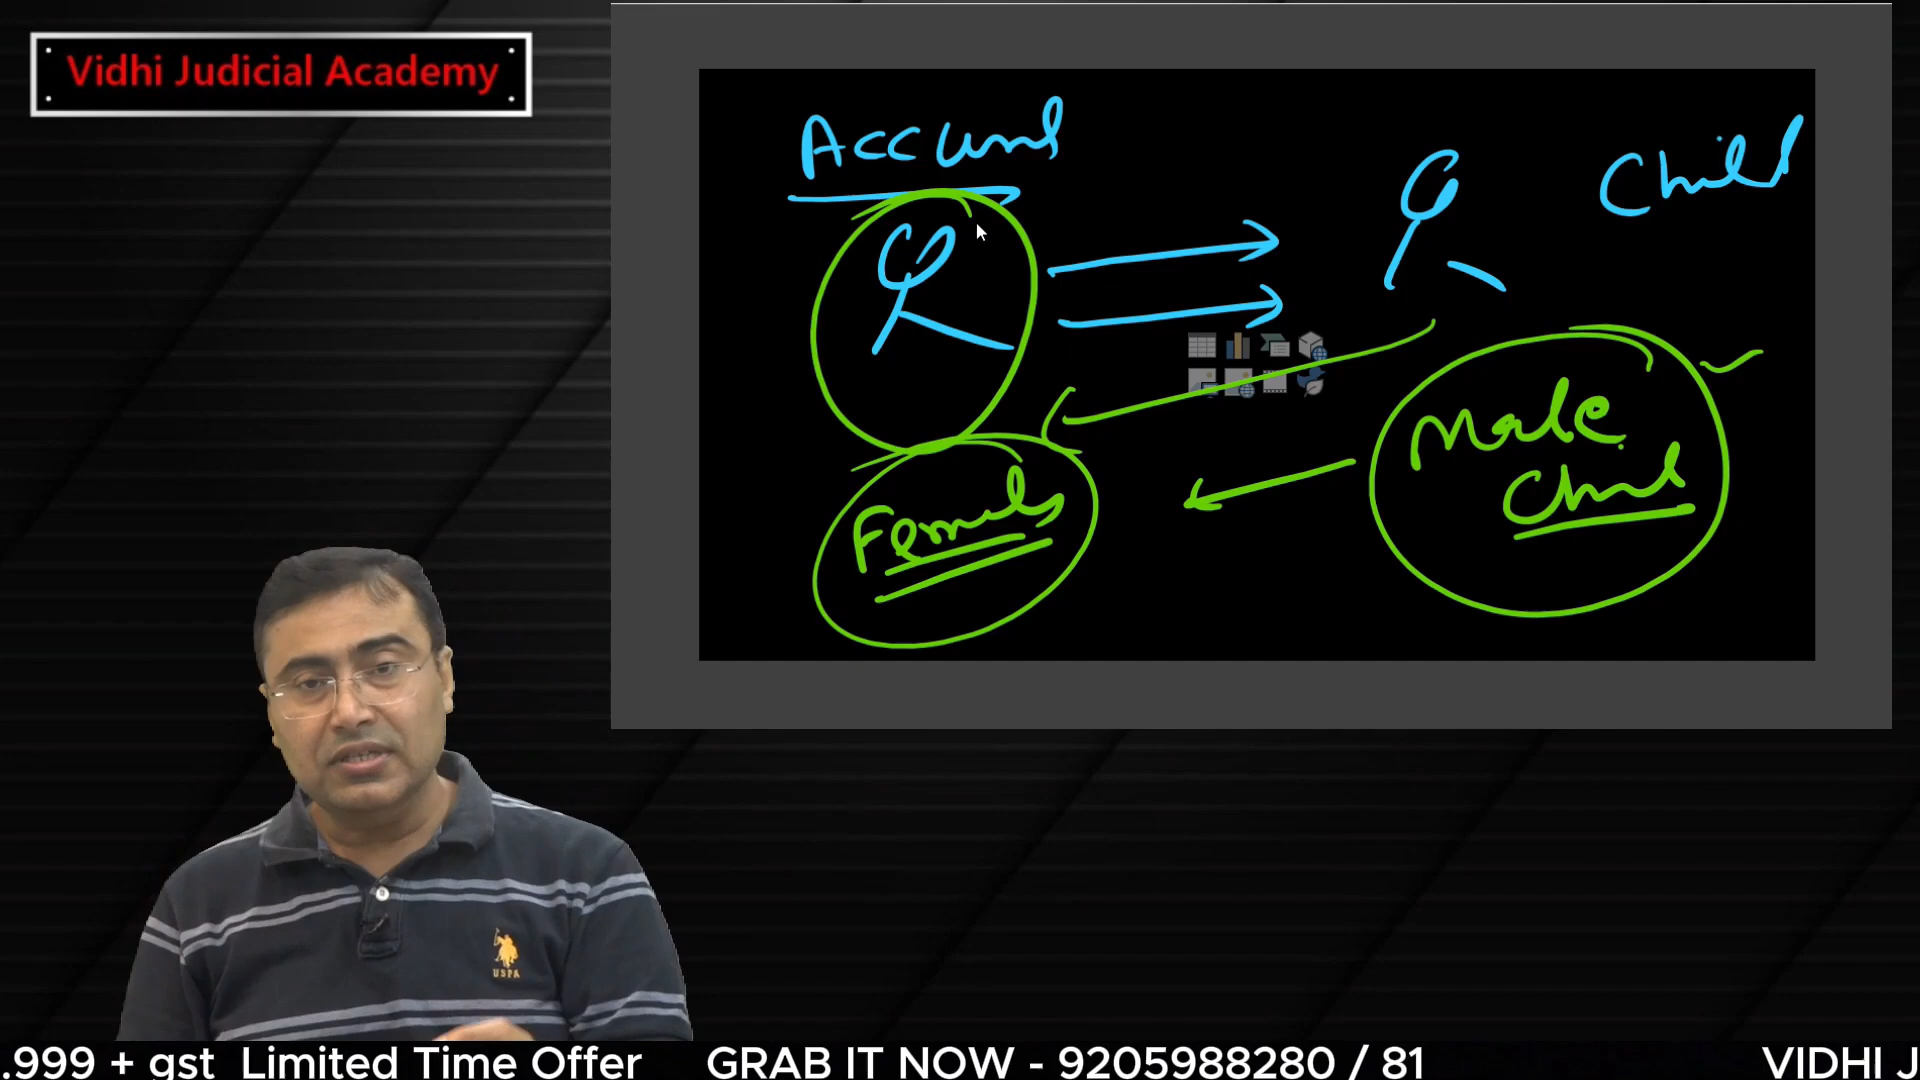 Vidhi Judicial Academy
Accused
Child
Male
Child
Female
USPA
.999 + gst Limited Time Offer GRAB IT NOW - 9205988280 / 81 VIDHI J